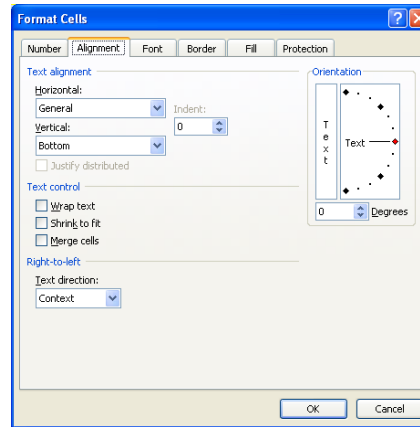 Format Cells
Number Alignment Font Border Fill Protection
Text alignment
Horizontal:
General
Indent:
Vertical:
0
Bottom
Justify distributed
Text control
Wrap text
Shrink to fit
Merge cells
Right-to-left
Text direction:
Context
Orientation
Text
Text
0 Degrees
OK Cancel